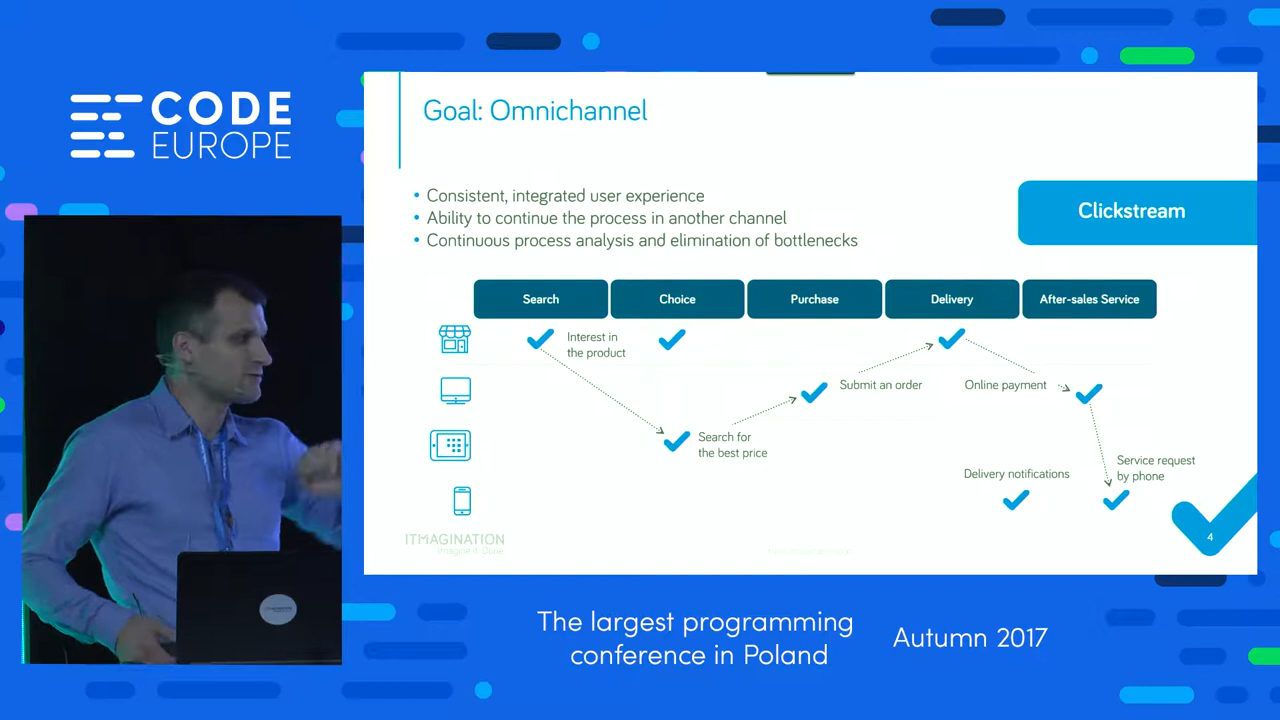 CODE
EUROPE
Goal: Omnichannel
• Consistent, integrated user experience
• Ability to continue the process in another channel
• Continuous process analysis and elimination of bottlenecks
Clickstream
Search
Choice
Purchase
Delivery
After-sales Service
Interest in
the product
Submit an order
Online payment
Search for
the best price
Delivery notifications
Service request
by phone
ITMAGINATION
Imagine it. Done.
4
The largest programming
conference in Poland
Autumn 2017